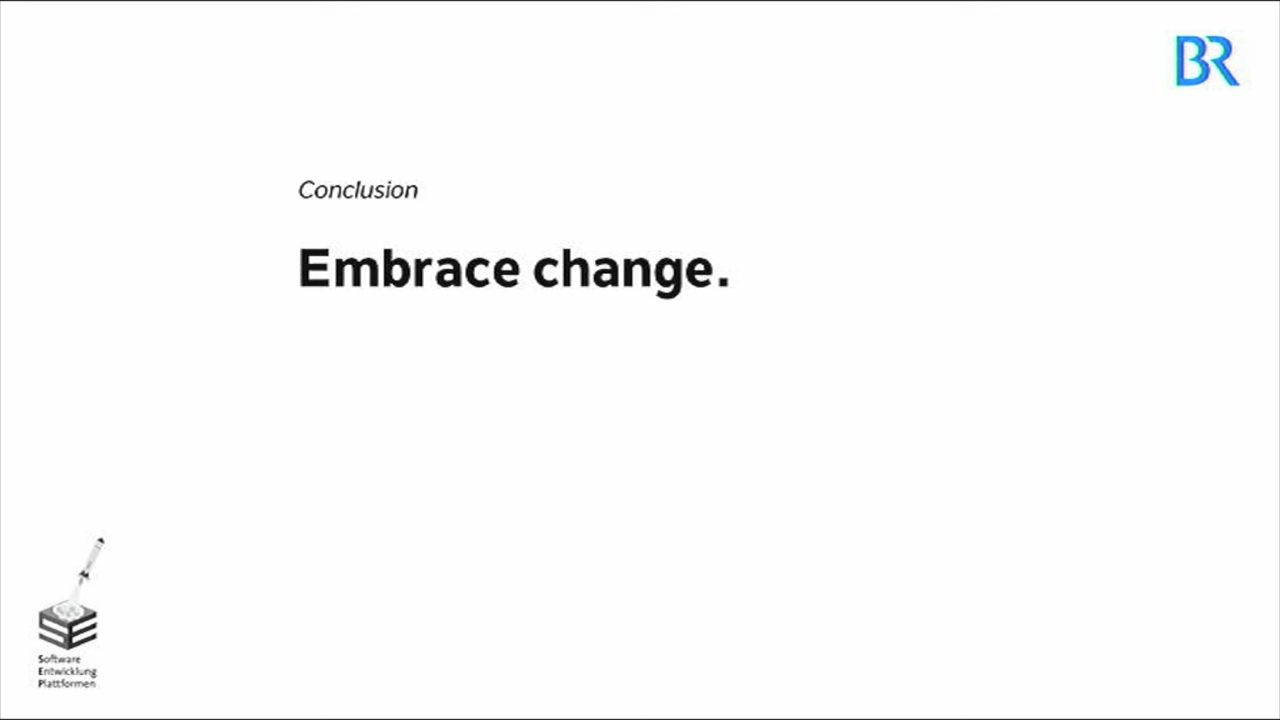 BR
Conclusion
Embrace change.
Software
Entwicklung
Plattformen